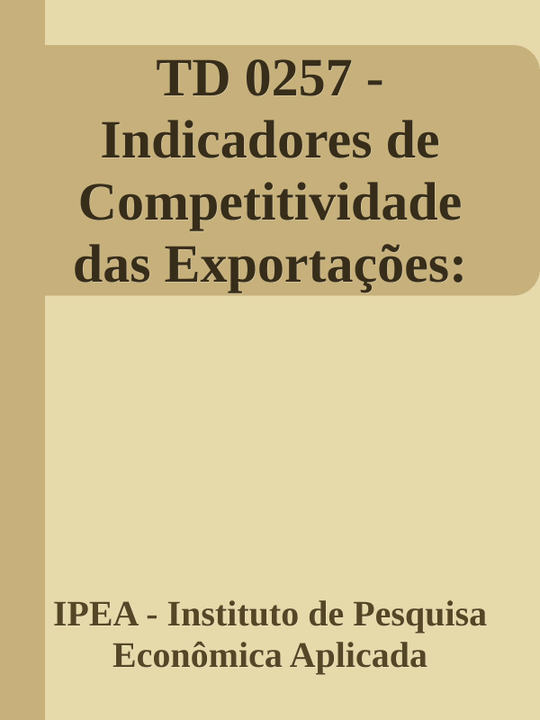 TD 0257 -
Indicadores de
Competitividade
das Exportações:
IPEA - Instituto de Pesquisa
Econômica Aplicada